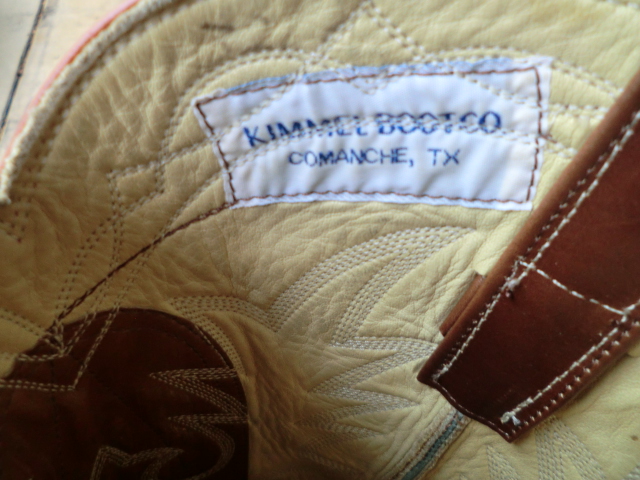 KIMMEL BOOT CO
COMANCHE, TX